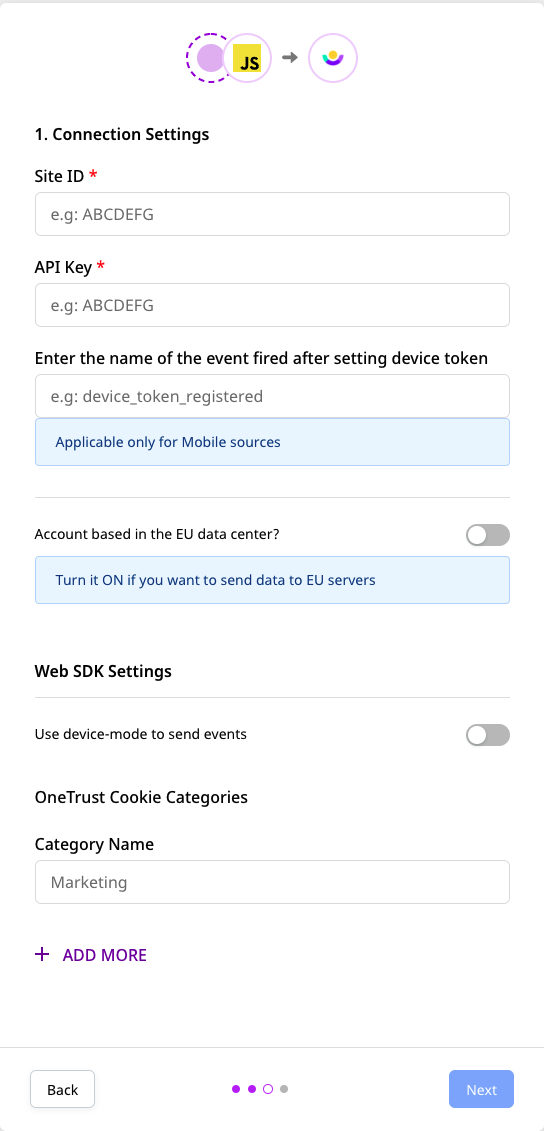 JS
1. Connection Settings
Site ID *
e.g: ABCDEFG
API Key *
e.g: ABCDEFG
Enter the name of the event fired after setting device token
e.g: device_token_registered
Applicable only for Mobile sources
Account based in the EU data center?
Turn it ON if you want to send data to EU servers
Web SDK Settings
Use device-mode to send events
OneTrust Cookie Categories
Category Name
Marketing
+ ADD MORE
Back
Next